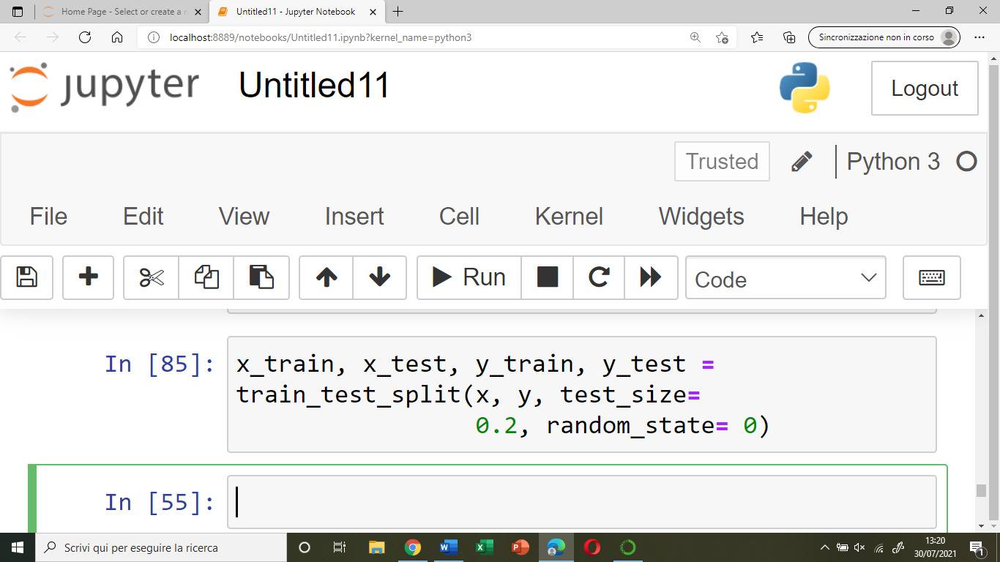 Home Page - Select or create a n
Untitled11 - Jupyter Notebook
localhost:8889/notebooks/Untitled11.ipynb?kernel_name=python3
Sincronizzazione non in corso
jupyter
Untitled11
Logout
Trusted
Python 3
File Edit View Insert Cell Kernel Widgets Help
Run
Code
In [85]:
x_train, x_test, y_train, y_test =
train_test_split(x, y, test_size=
0.2, random_state= 0)
In [55]:
Scrivi qui per eseguire la ricerca
13:20
30/07/2021
1